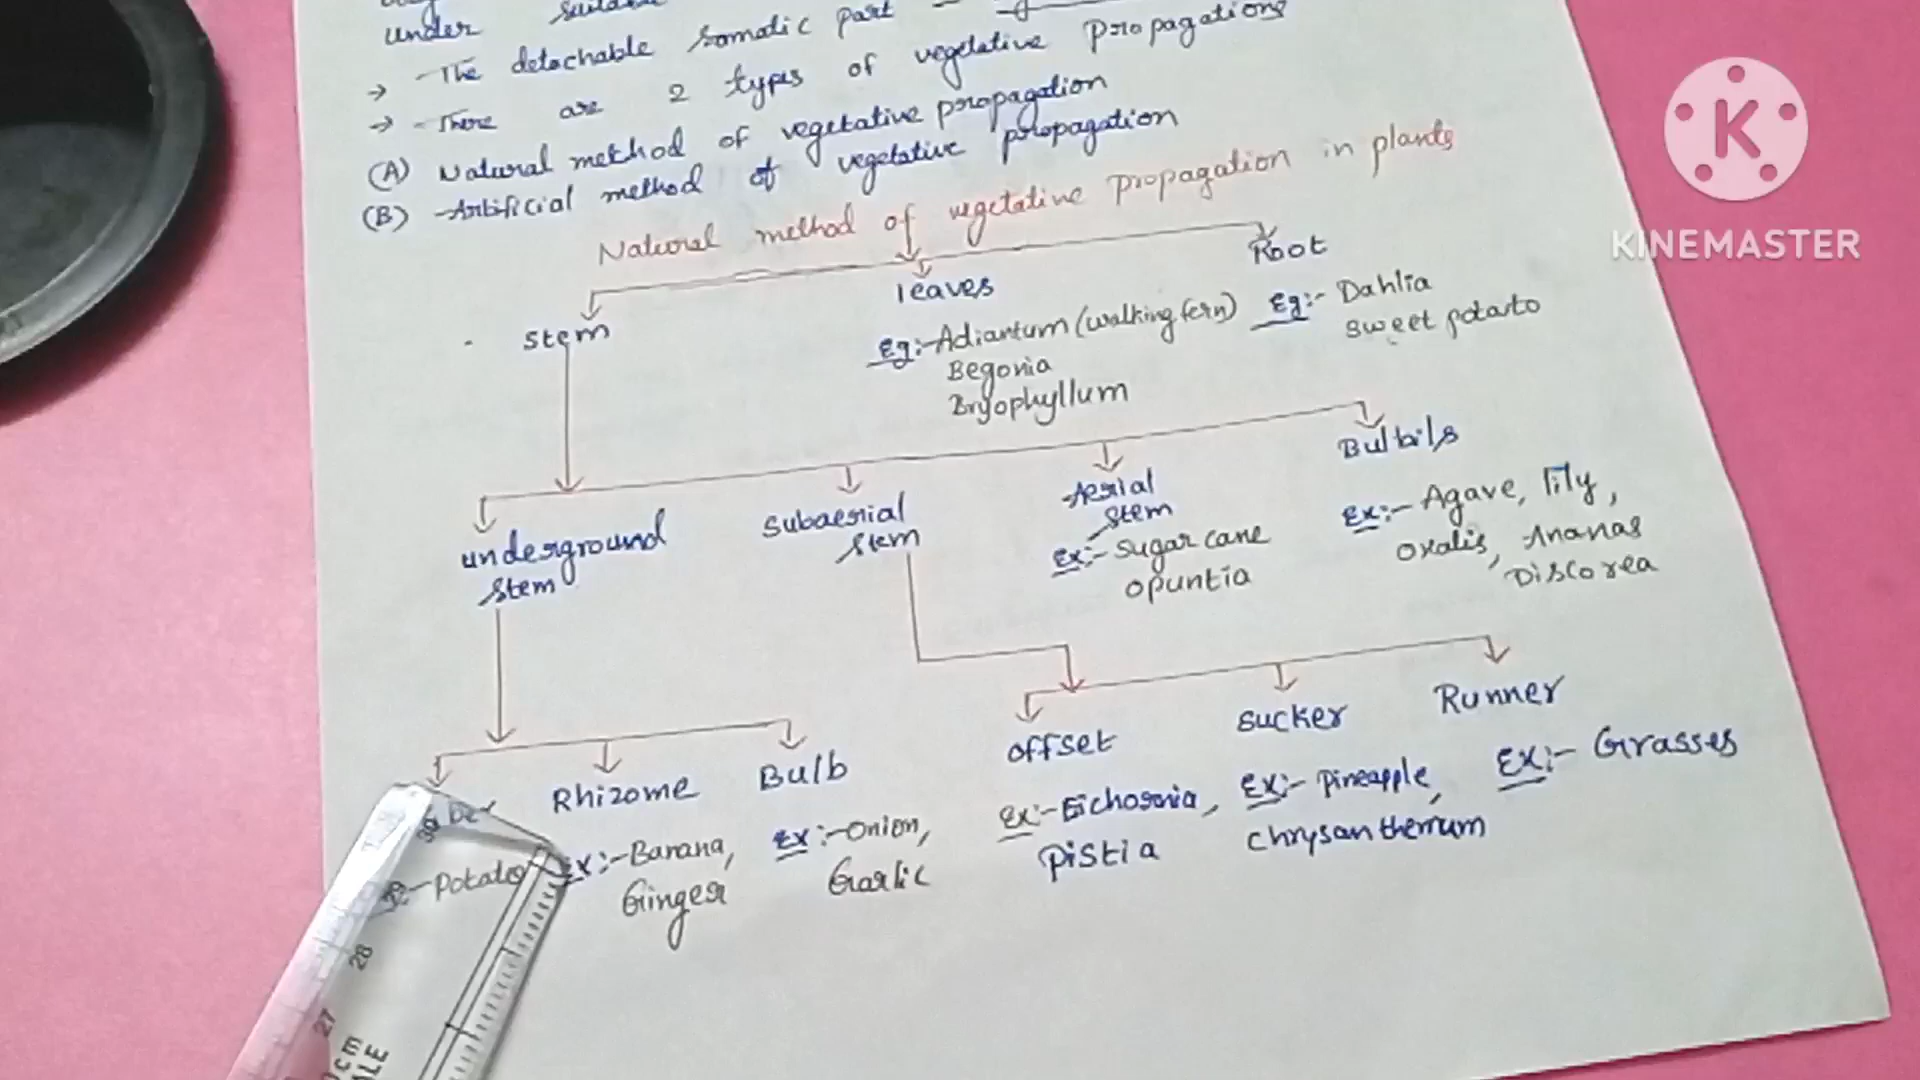 under
→ The detachable somatic part
→ There are 2 types of vegetative propagations
(A) Natural method of vegetative propagation
(B) Artificial method of vegetative propagation
Natural method of vegetative propagation in plants
stem
leaves
Root
Eg:- Adiantum (walking fern)
Begonia
Bryophyllum
Eg:- Dahlia
sweet potato
underground
stem
subaerial
stem
Aerial
stem
Ex:- Sugar cane
opuntia
Bulbils
Ex:- Agave, lily,
oxalis, Ananas
Discorea
Rhizome
Bulb
offset
sucker
Runner
Potato
Ex:- Banana,
Ginger
Ex:- Onion,
Garlic
Ex:- Eichornia,
Pistia
Ex:- Pineapple,
chrysanthemum
Ex:- Grasses
28
27
cm
K
KINEMASTER